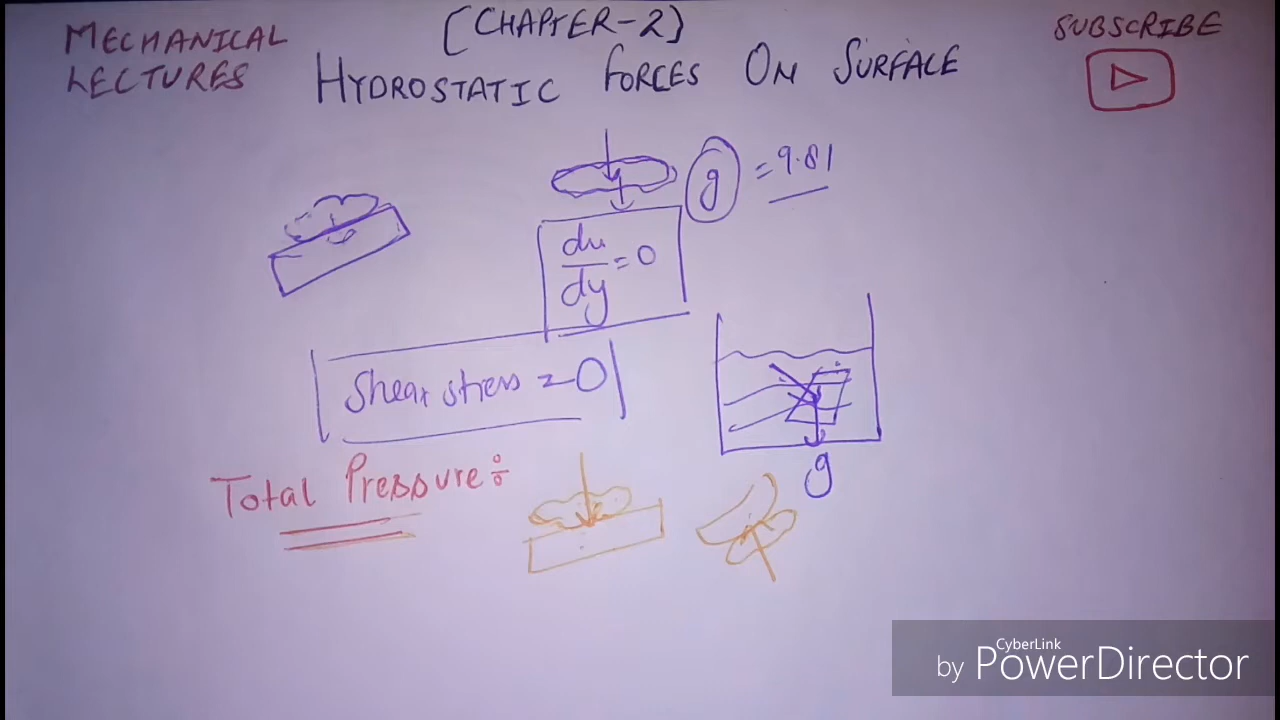 [CHAPTER-2]
MECHANICAL
LECTURES
HYDROSTATIC FORCES ON SURFACE
SUBSCRIBE
g = 9.81
du/dy = 0
Shear stress = 0
g
Total Pressure÷
CyberLink
by PowerDirector